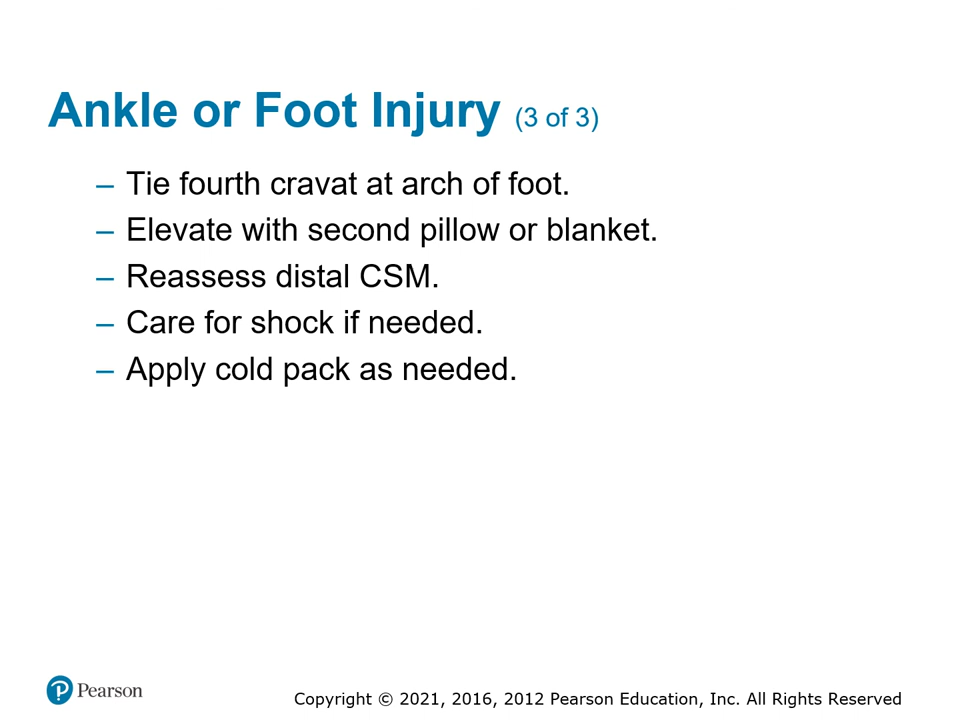 Ankle or Foot Injury (3 of 3)
– Tie fourth cravat at arch of foot.
– Elevate with second pillow or blanket.
– Reassess distal CSM.
– Care for shock if needed.
– Apply cold pack as needed.
Pearson
Copyright © 2021, 2016, 2012 Pearson Education, Inc. All Rights Reserved